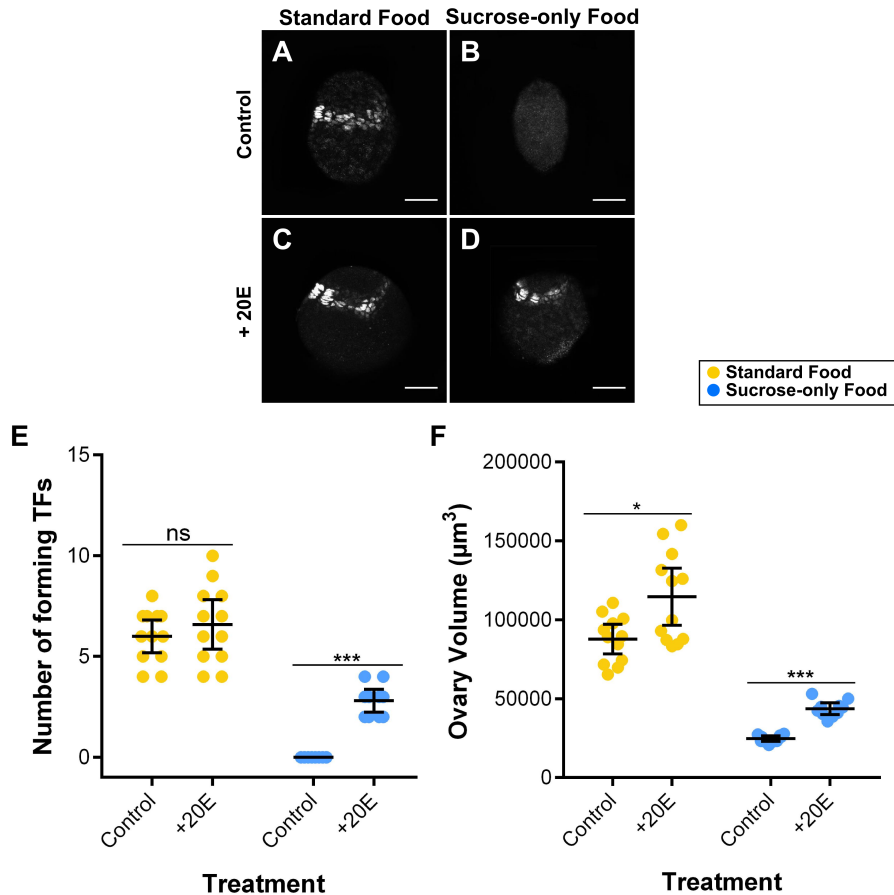 Standard Food Sucrose-only Food
Control
A
B
+ 20E
C
D
Standard Food
Sucrose-only Food
E
Number of forming TFs
15
10
5
0
ns
***
Control
+20E
Control
+20E
Treatment
F
Ovary Volume (µm³)
200000
150000
100000
50000
0
*
***
Control
+20E
Control
+20E
Treatment